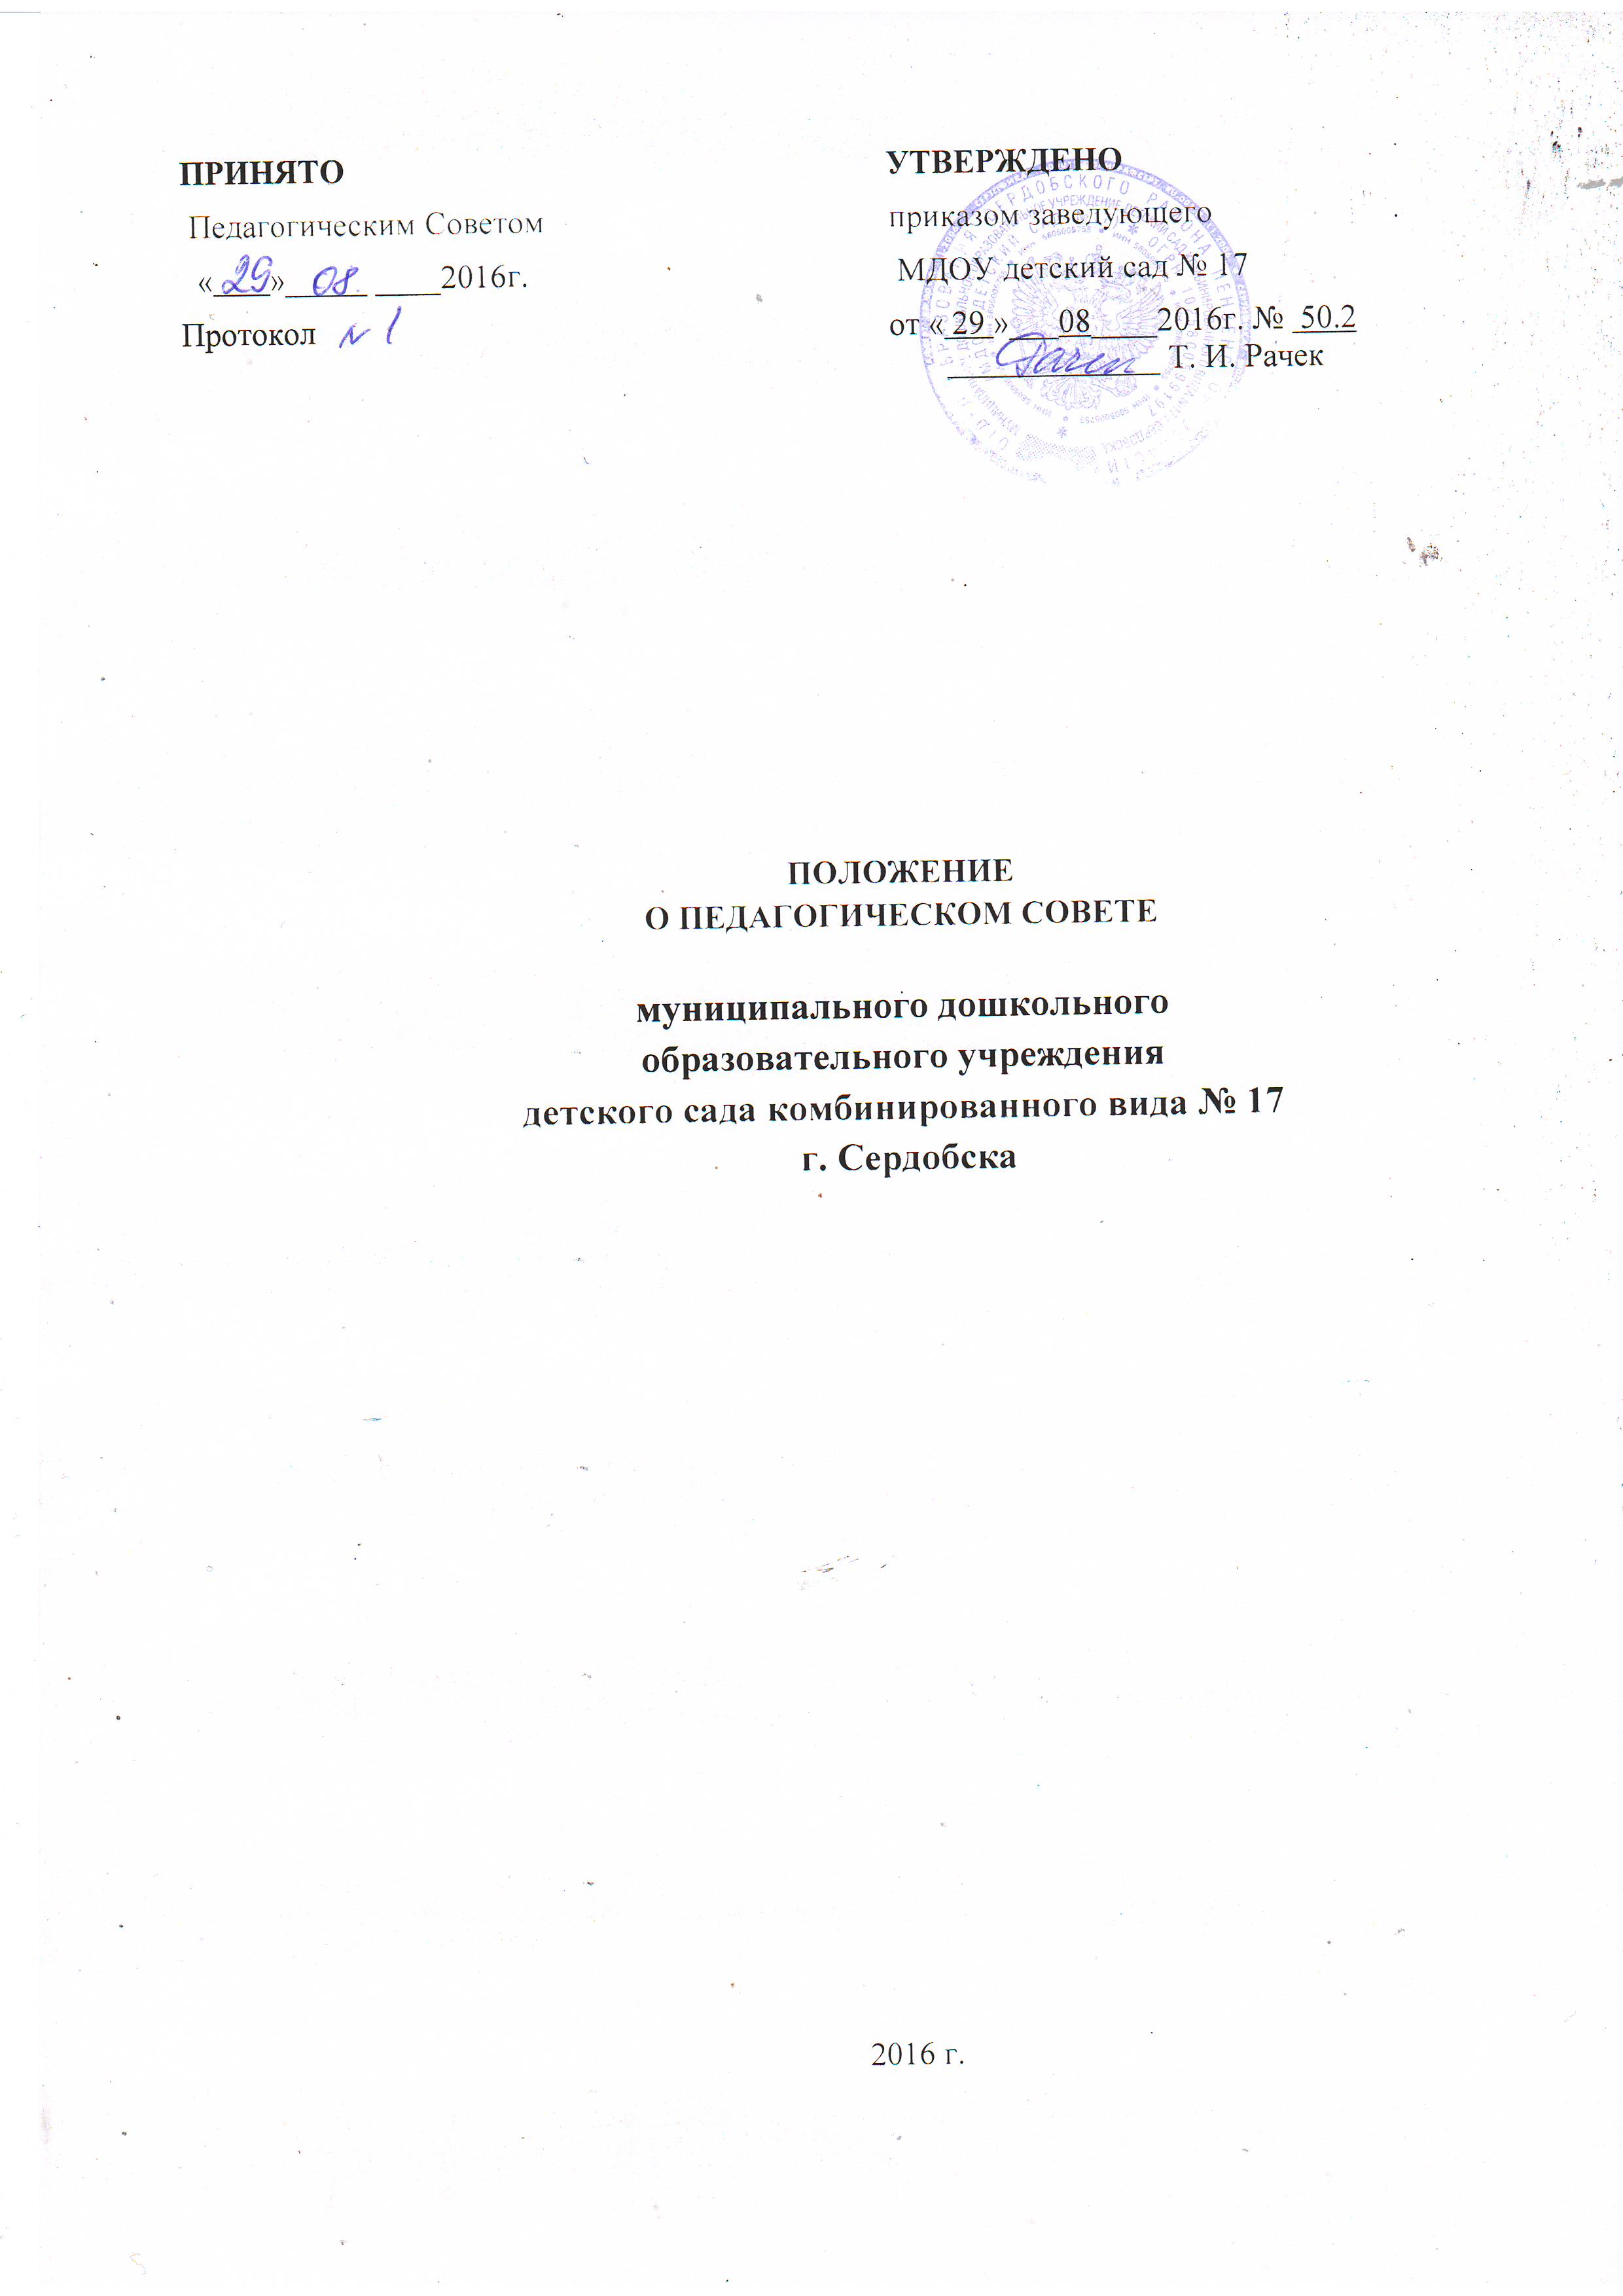 ПРИНЯТО
Педагогическим Советом
«29» 08 2016г.
Протокол № 1
УТВЕРЖДЕНО
приказом заведующего
МДОУ детский сад № 17
от « 29 » 08 2016г. № 50.2
Т. И. Рачек
ПОЛОЖЕНИЕ
О ПЕДАГОГИЧЕСКОМ СОВЕТЕ
муниципального дошкольного
образовательного учреждения
детского сада комбинированного вида № 17
г. Сердобска
2016 г.